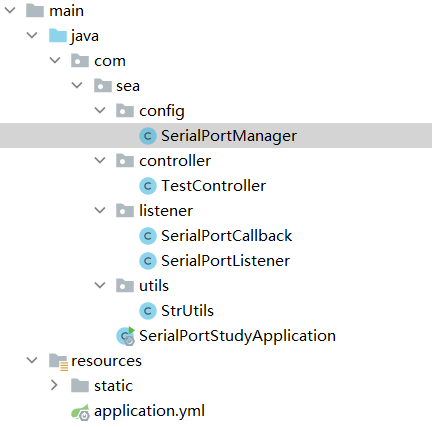 main
java
com
sea
config
SerialPortManager
controller
TestController
listener
SerialPortCallback
SerialPortListener
utils
StrUtils
SerialPortStudyApplication
resources
static
application.yml